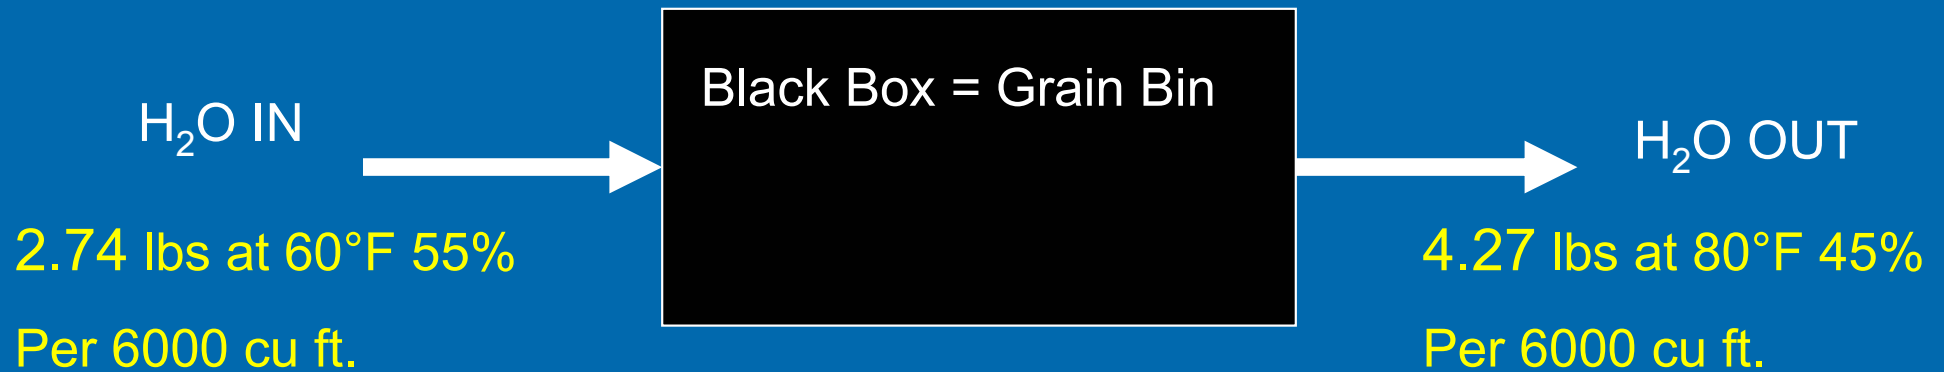 Black Box = Grain Bin
H₂O IN
H₂O OUT
2.74 lbs at 60°F 55%
Per 6000 cu ft.
4.27 lbs at 80°F 45%
Per 6000 cu ft.